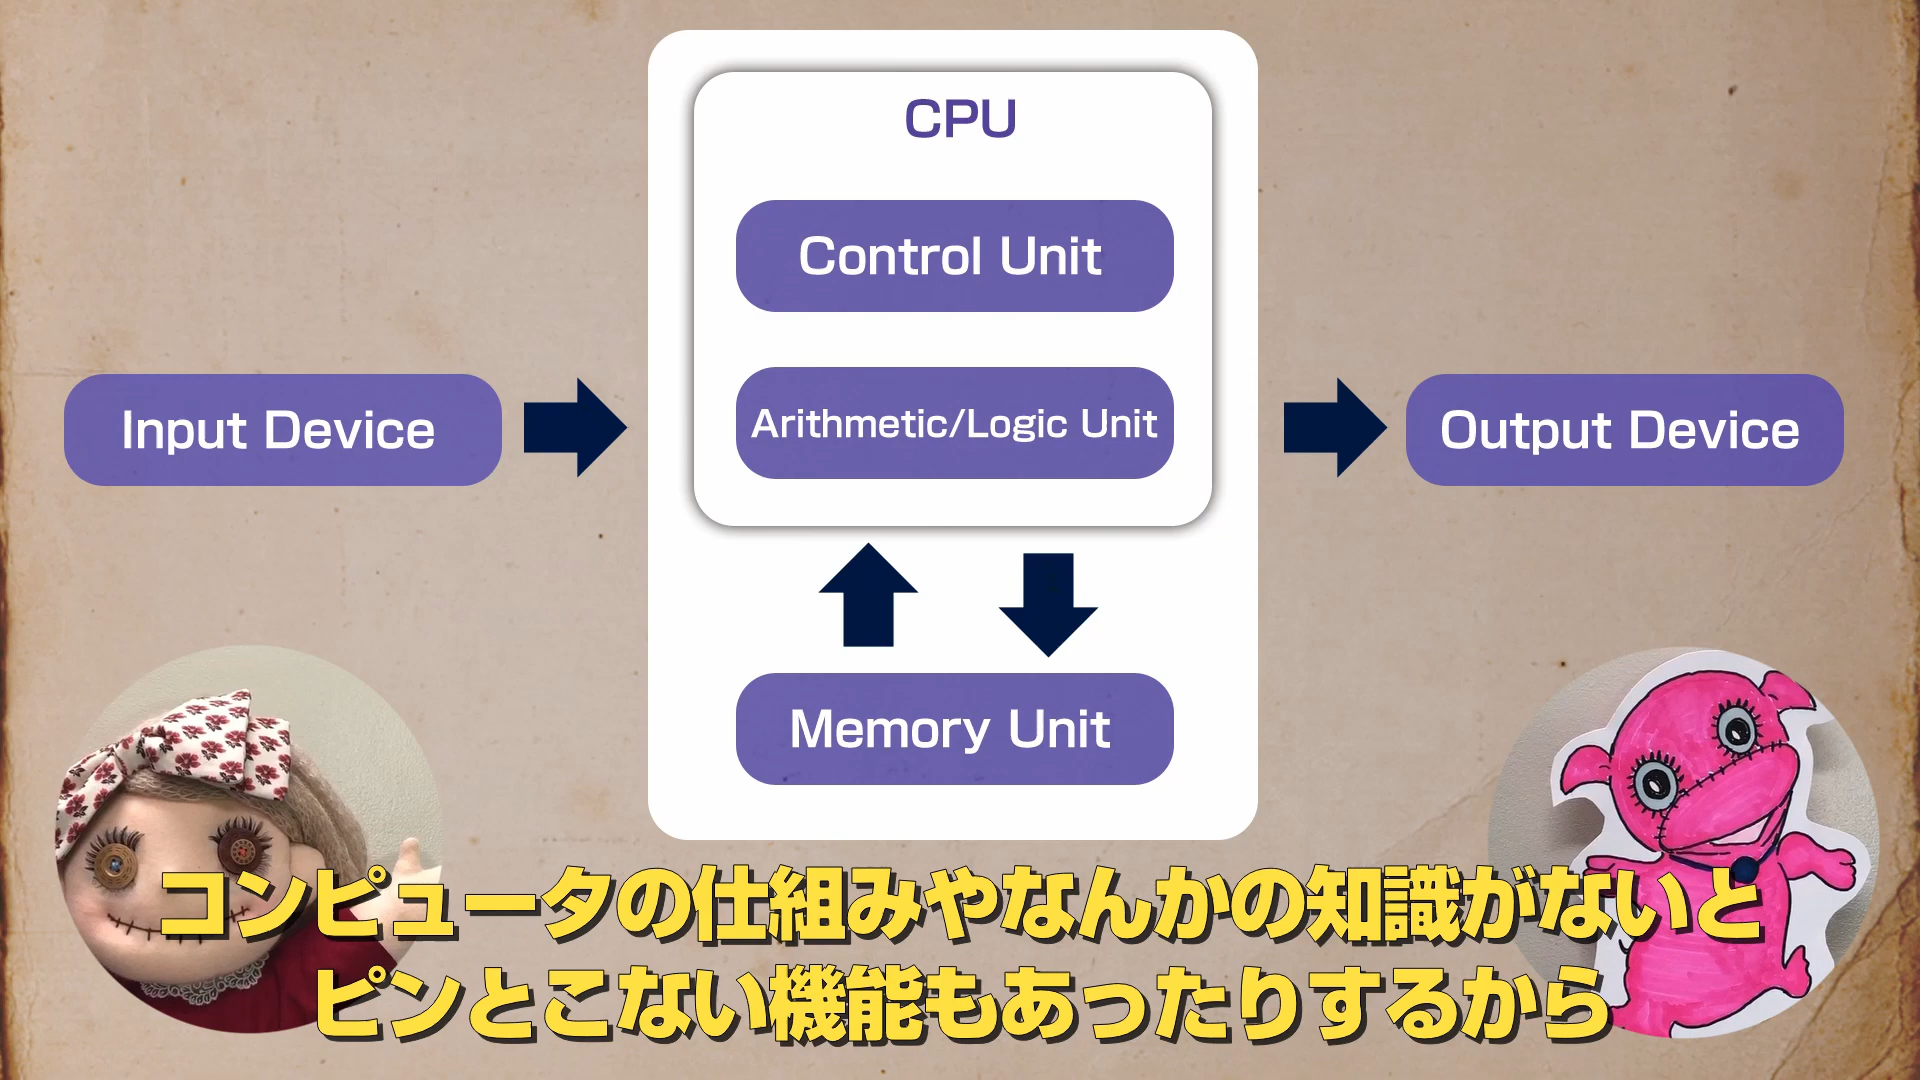 CPU
Control Unit
Arithmetic/Logic Unit
Input Device
Output Device
Memory Unit
コンピュータの仕組みやなんかの知識がないと
ピンとこない機能もあったりするから